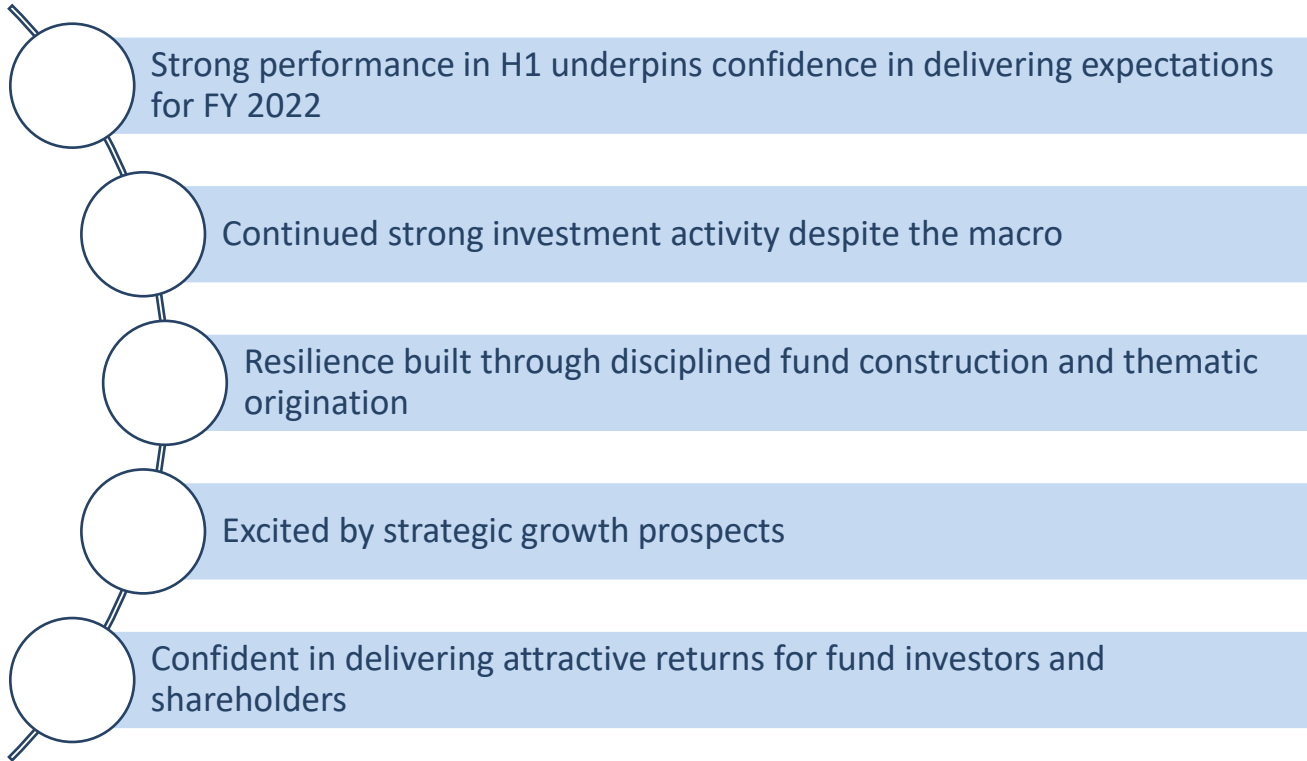 Strong performance in H1 underpins confidence in delivering expectations
for FY 2022
Continued strong investment activity despite the macro
Resilience built through disciplined fund construction and thematic
origination
Excited by strategic growth prospects
Confident in delivering attractive returns for fund investors and
shareholders